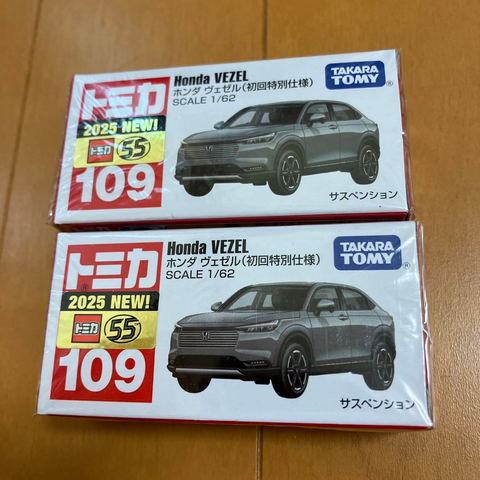 トミカ
2025 NEW!
トミカ 55
109
Honda VEZEL
ホンダ ヴェゼル(初回特別仕様)
SCALE 1/62
TAKARA
TOMY
®
サスペンション
トミカ
®
2025 NEW!
トミカ 55
109
Honda VEZEL
ホンダ ヴェゼル(初回特別仕様)
SCALE 1/62
TAKARA
TOMY
®
サスペンション